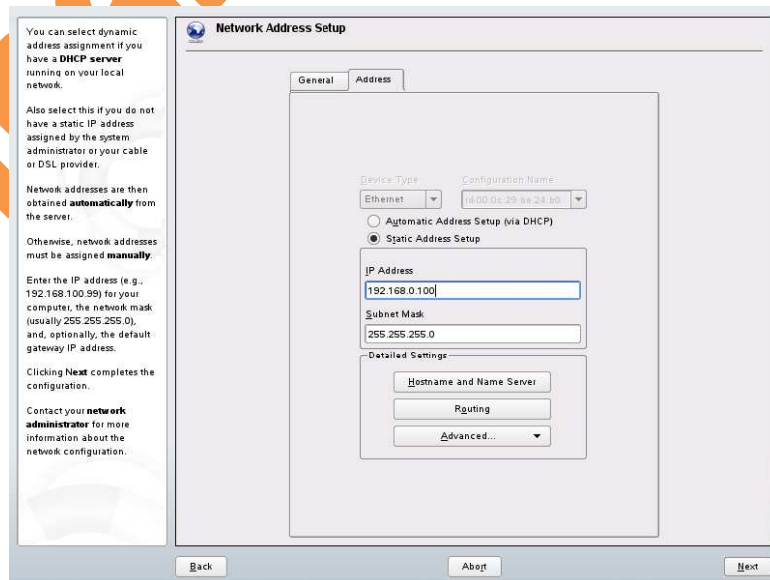 You can select dynamic
address assignment if you
have a DHCP server
running on your local
network.
Also select this if you do not
have a static IP address
assigned by the system
administrator or your cable
or DSL provider.
Network addresses are then
obtained automatically from
the server.
Otherwise, network addresses
must be assigned manually.
Enter the IP address (e.g.,
192.168.100.99) for your
computer, the network mask
(usually 255.255.255.0),
and, optionally, the default
gateway IP address.
Clicking Next completes the
configuration.
Contact your network
administrator for more
information about the
network configuration.
Network Address Setup
General Address
Device Type Configuration Name
Ethernet id-00:0c:29:be:24:b0
Automatic Address Setup (via DHCP)
Static Address Setup
IP Address
192.168.0.100
Subnet Mask
255.255.255.0
Detailed Settings
Hostname and Name Server
Routing
Advanced...
Back Abort Next